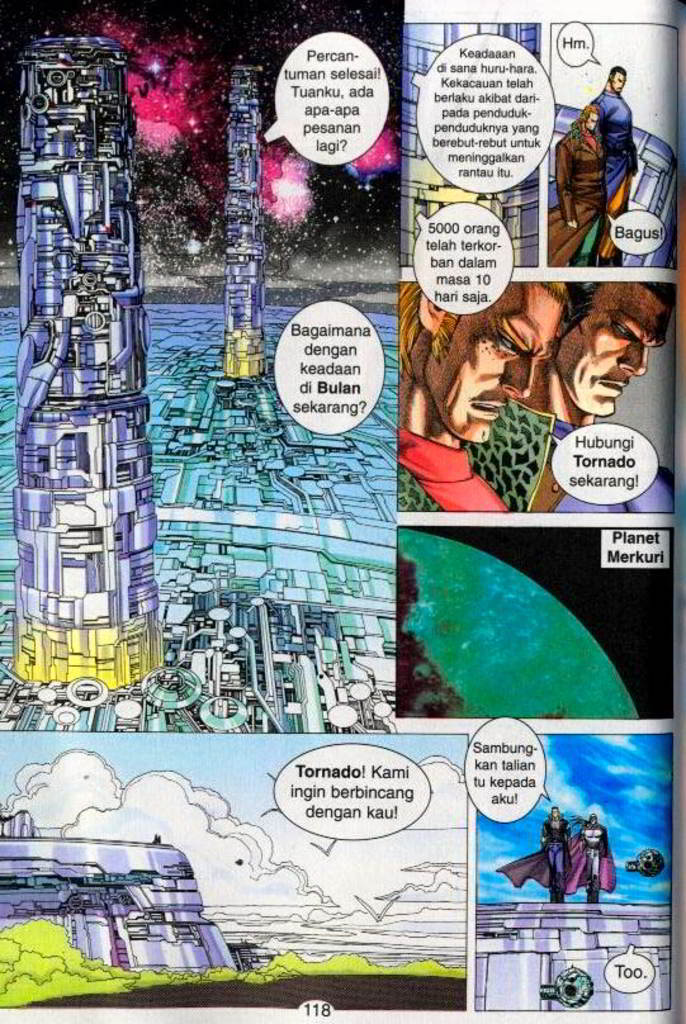 Percan-
tuman selesai!
Tuanku, ada
apa-apa
pesanan
lagi?
Bagaimana
dengan
keadaan
di Bulan
sekarang?
Keadaaan
di sana huru-hara.
Kekacauan telah
berlaku akibat dari-
pada penduduk-
penduduknya yang
berebut-rebut untuk
meninggalkan
rantau itu.
5000 orang
telah terkor-
ban dalam
masa 10
hari saja.
Hm.
Bagus!
Hubungi
Tornado
sekarang!
Planet
Merkuri
Tornado! Kami
ingin berbincang
dengan kau!
Sambung-
kan talian
tu kepada
aku!
Too.
118